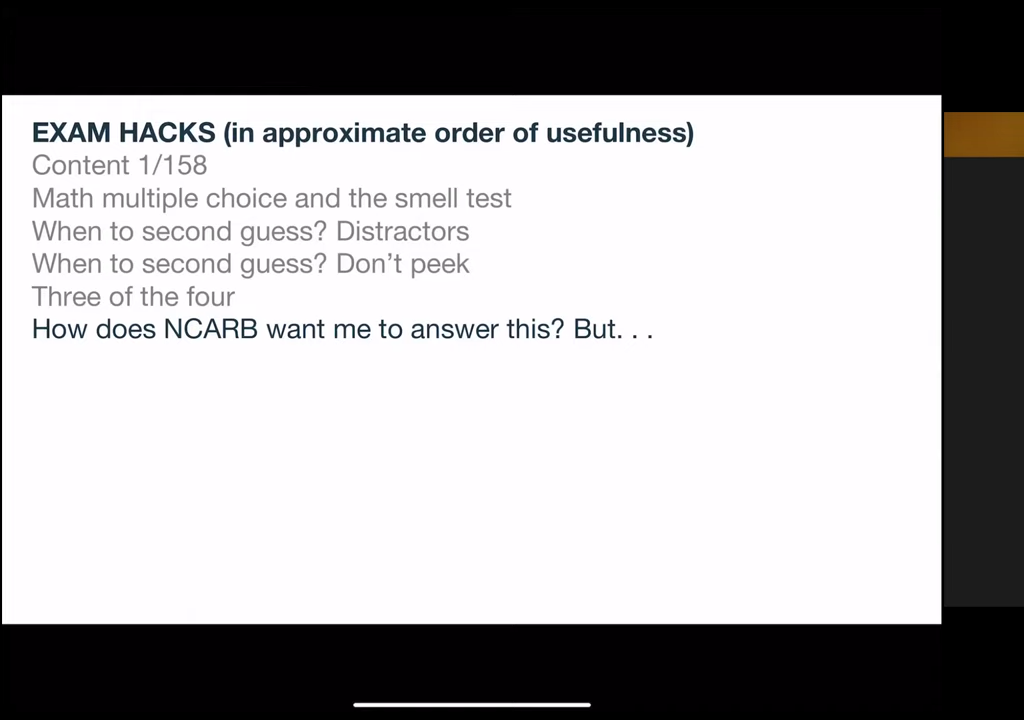 EXAM HACKS (in approximate order of usefulness)
Content 1/158
Math multiple choice and the smell test
When to second guess? Distractors
When to second guess? Don’t peek
Three of the four
How does NCARB want me to answer this? But. . .